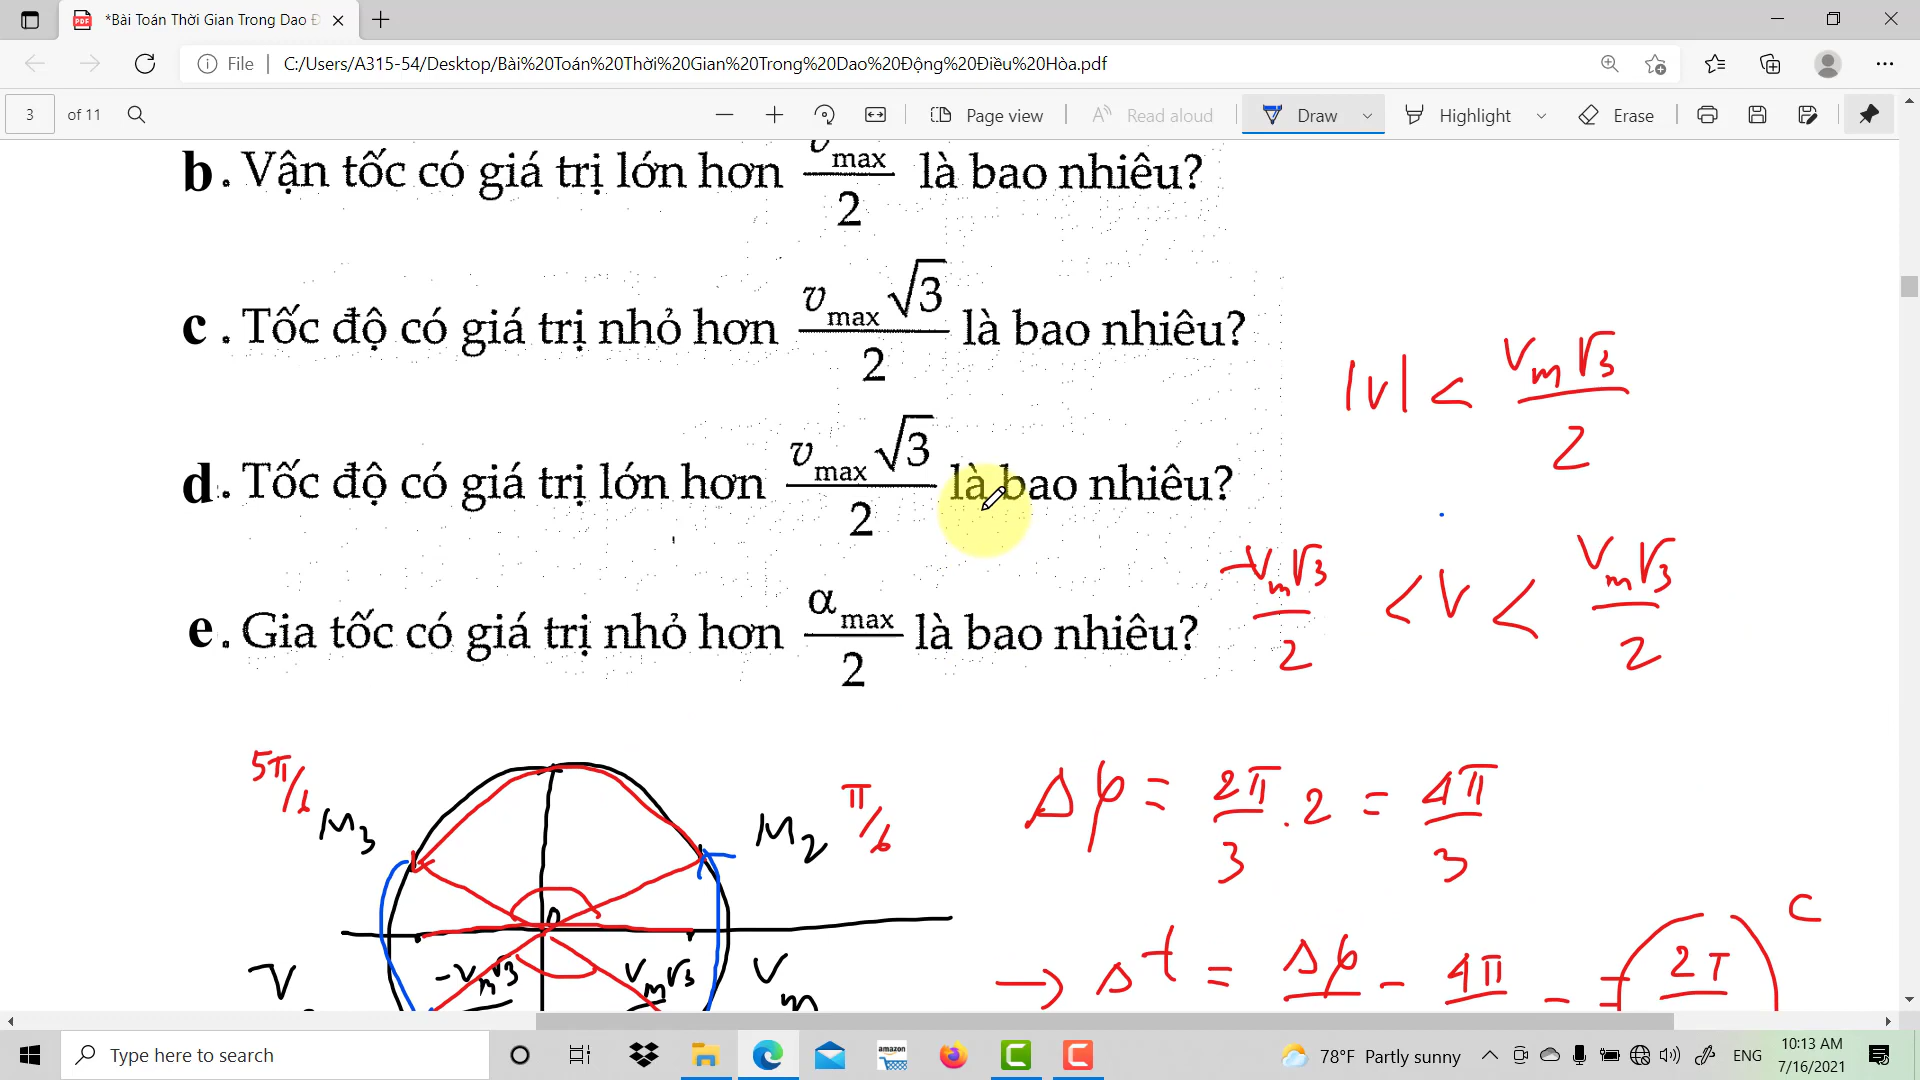 *Bài Toán Thời Gian Trong Dao Đ
File
C:/Users/A315-54/Desktop/Bài%20Toán%20Thời%20Gian%20Trong%20Dao%20Động%20Điều%20Hòa.pdf
3 of 11
Page view
Read aloud
Draw
Highlight
Erase
b. Vận tốc có giá trị lớn hơn v_max/2 là bao nhiêu?
c. Tốc độ có giá trị nhỏ hơn v_max√3/2 là bao nhiêu?
|v| < V_m√3/2
d. Tốc độ có giá trị lớn hơn v_max√3/2 là bao nhiêu?
-V_m√3/2 < V < V_m√3/2
e. Gia tốc có giá trị nhỏ hơn α_max/2 là bao nhiêu?
5π/6
M3
M2
π/6
Δφ = 2π/3 . 2 = 4π/3
O
C
-V_m√3
V_m√3
V_m
→ Δt = Δφ = 4π = 2T
Type here to search
amazon
78°F Partly sunny
ENG
10:13 AM
7/16/2021